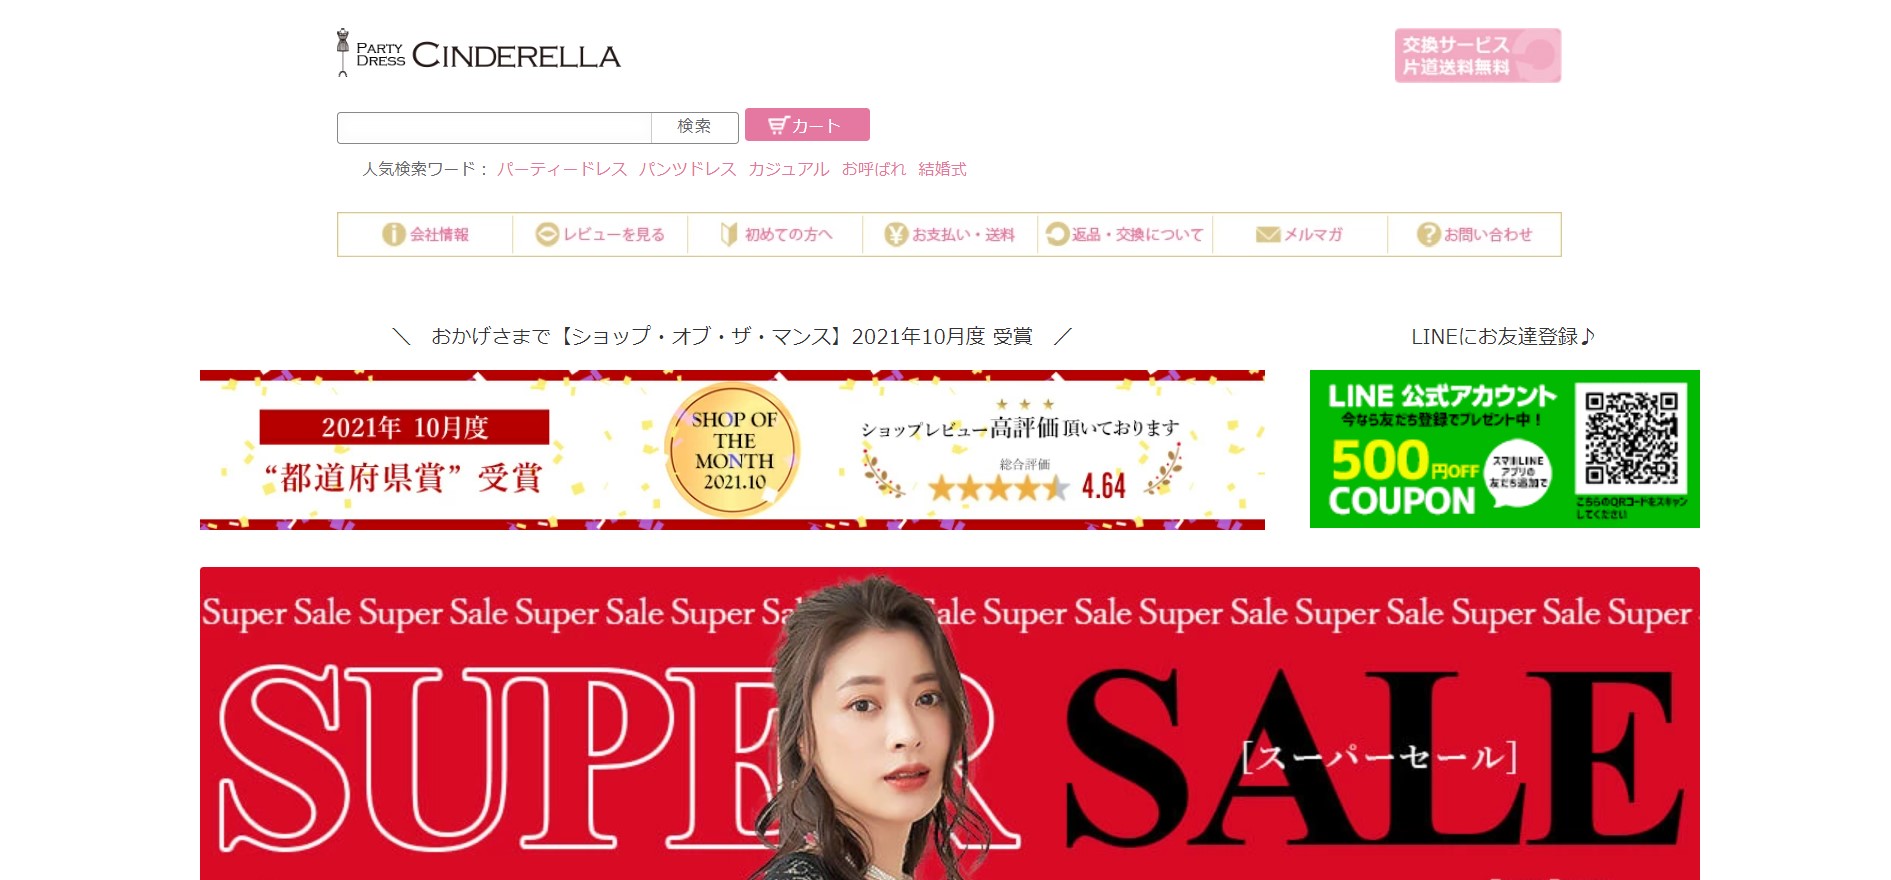 PARTY DRESS CINDERELLA
交換サービス
片道送料無料
検索
カート
人気検索ワード： パーティードレス パンツドレス カジュアル お呼ばれ 結婚式
会社情報 レビューを見る 初めての方へ お支払い・送料 返品・交換について メルマガ お問い合わせ
＼ おかげさまで【ショップ・オブ・ザ・マンス】2021年10月度 受賞 ／
LINEにお友達登録♪
2021年 10月度
“都道府県賞” 受賞
SHOP OF
THE
MONTH
2021.10
ショップレビュー高評価頂いております
総合評価
4.64
LINE 公式アカウント
今なら友だち登録でプレゼント中！
500円OFF
COUPON
スマホLINE
アプリの
友だち追加で
こちらのQRコードをスキャン
してください
Super Sale Super Sale Super Sale Super Sa ale Super Sale Super Sale Super Sale Super Sale Super
SUPER SALE
[スーパーセール]